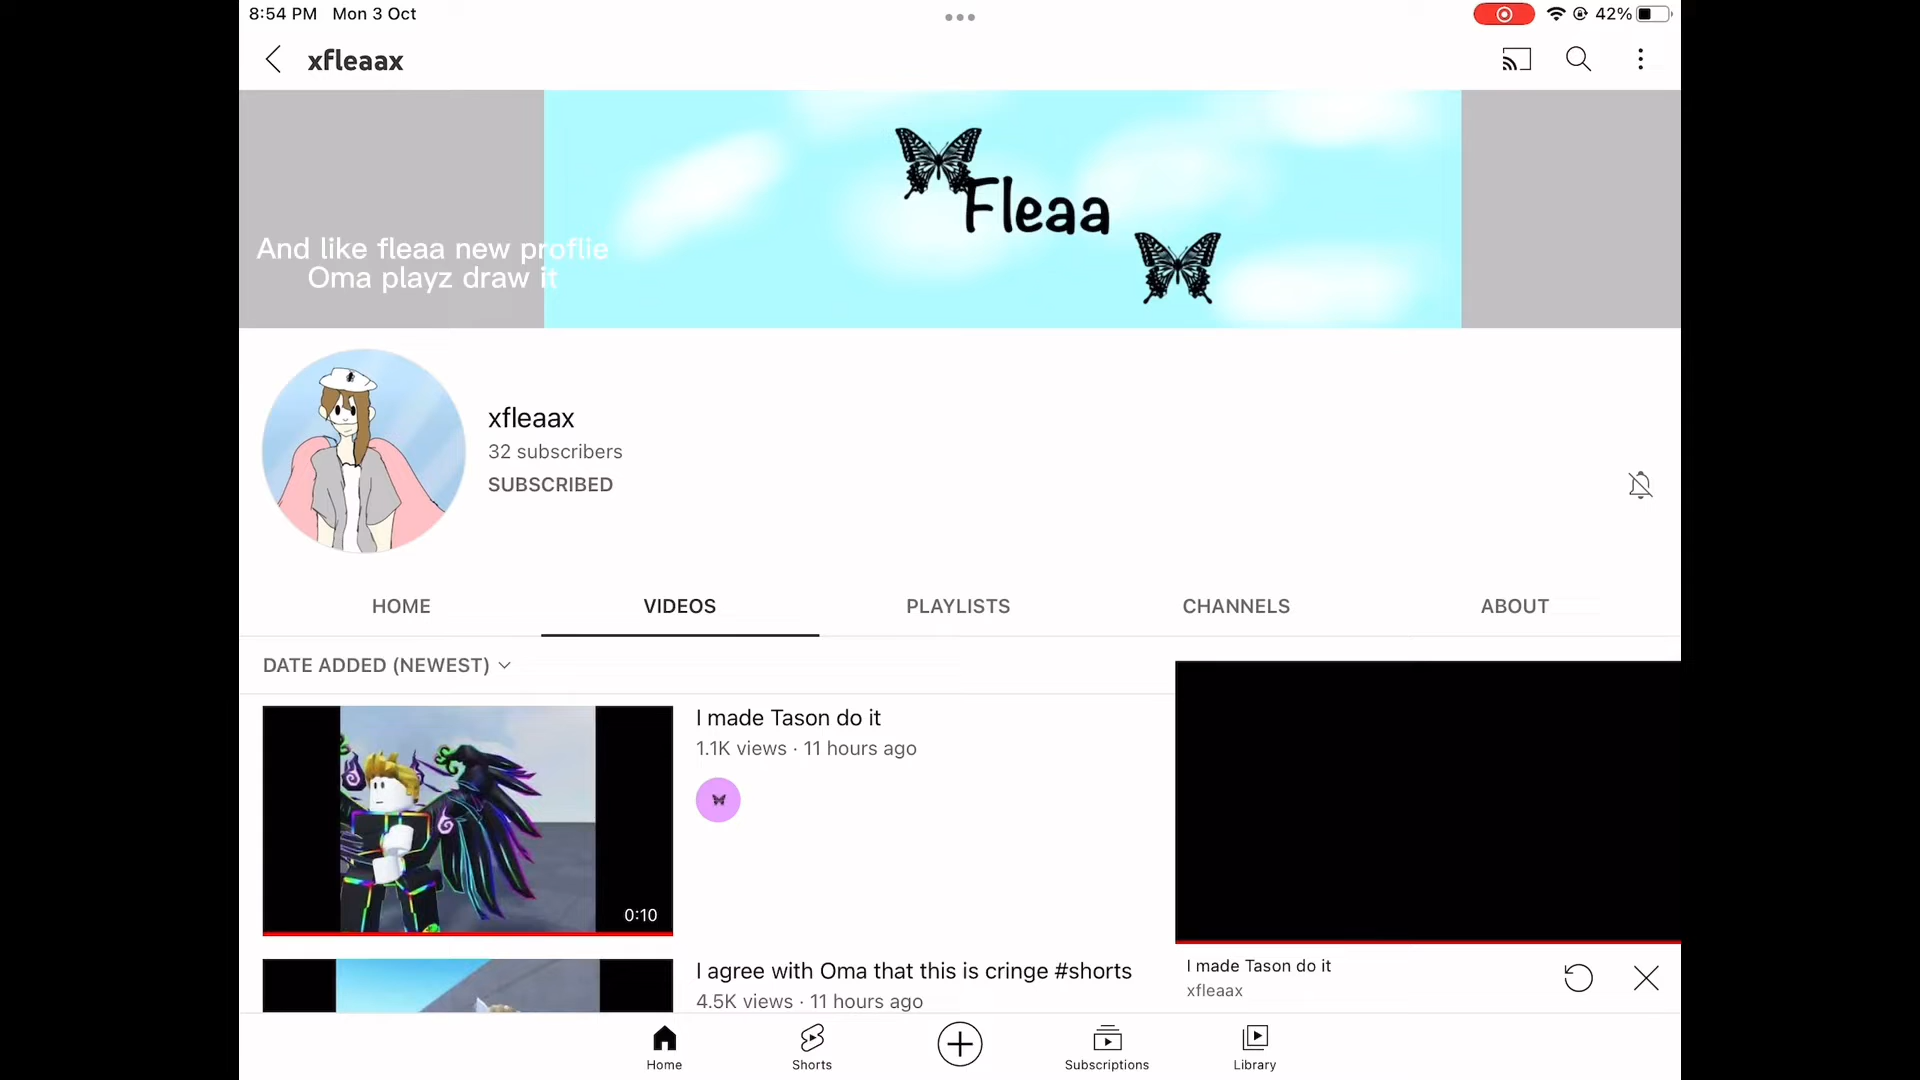 8:54 PM Mon 3 Oct
42%
xfleaax
Fleaa
And like fleaa new proflie
Oma playz draw it
xfleaax
32 subscribers
SUBSCRIBED
HOME VIDEOS PLAYLISTS CHANNELS ABOUT
DATE ADDED (NEWEST)
I made Tason do it
1.1K views · 11 hours ago
0:10
I agree with Oma that this is cringe #shorts
4.5K views · 11 hours ago
I made Tason do it
xfleaax
Home Shorts Subscriptions Library